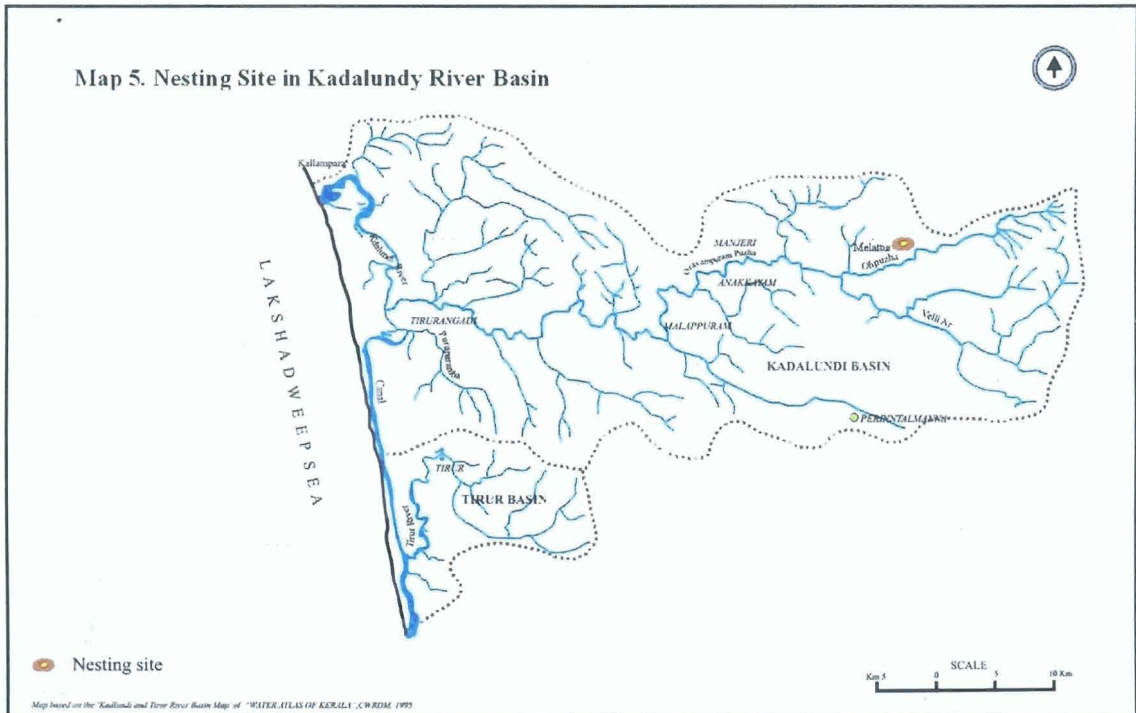 Map 5. Nesting Site in Kadalundy River Basin
Kallampara
MANJERI
Melattur
Olipuzha
Oravampuram Puzha
ANAKKAYAM
River
TIRURANGADI
MALAPPURAM
Velli Ar
KADALUNDI BASIN
Canal
LAKSHADWEEP SEA
TIRUR
TIRUR BASIN
Tirur River
Nesting site
SCALE
Km 5 0 5 10 Km
Map based on the 'Kadlundi and Tirur River Basin Map' of "WATER ATLAS OF KERALA", CWRDM, 1995